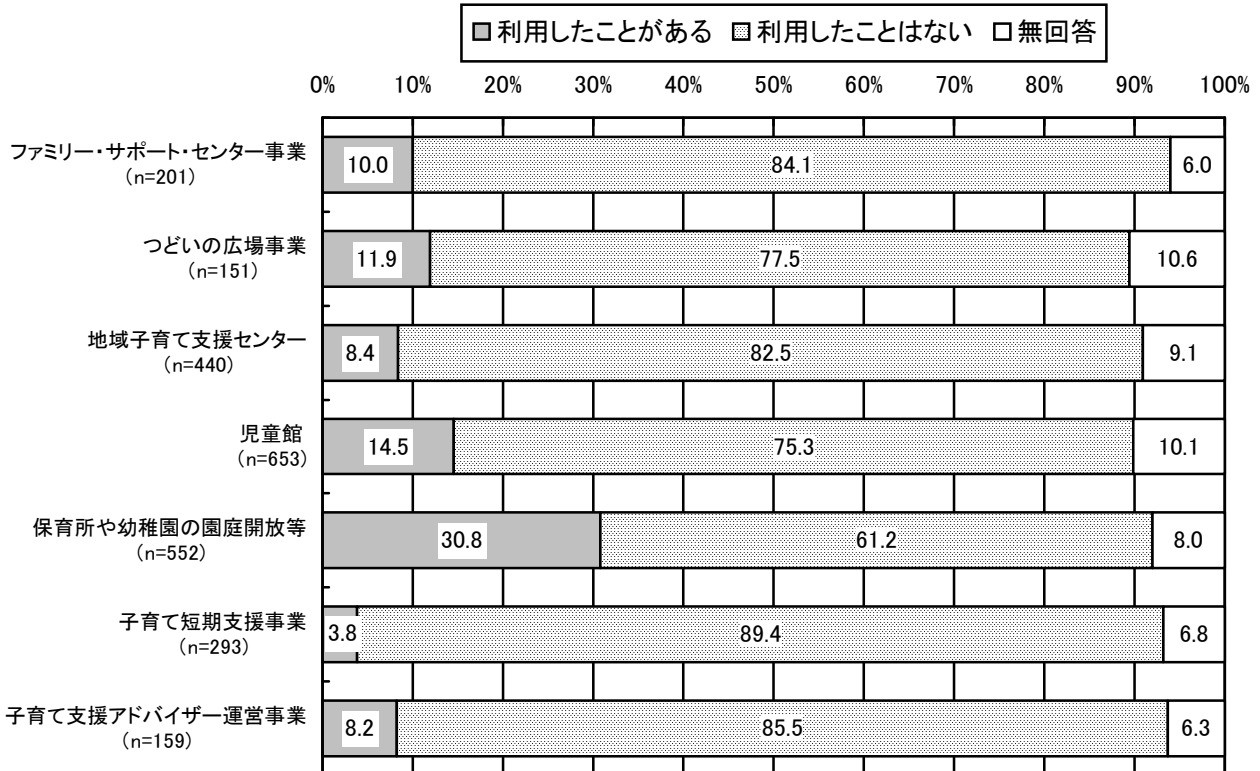 利用したことがある 利用したことはない 無回答
0% 10% 20% 30% 40% 50% 60% 70% 80% 90% 100%
ファミリー・サポート・センター事業
(n=201)
10.0 84.1 6.0
つどいの広場事業
(n=151)
11.9 77.5 10.6
地域子育て支援センター
(n=440)
8.4 82.5 9.1
児童館
(n=653)
14.5 75.3 10.1
保育所や幼稚園の園庭開放等
(n=552)
30.8 61.2 8.0
子育て短期支援事業
(n=293)
3.8 89.4 6.8
子育て支援アドバイザー運営事業
(n=159)
8.2 85.5 6.3